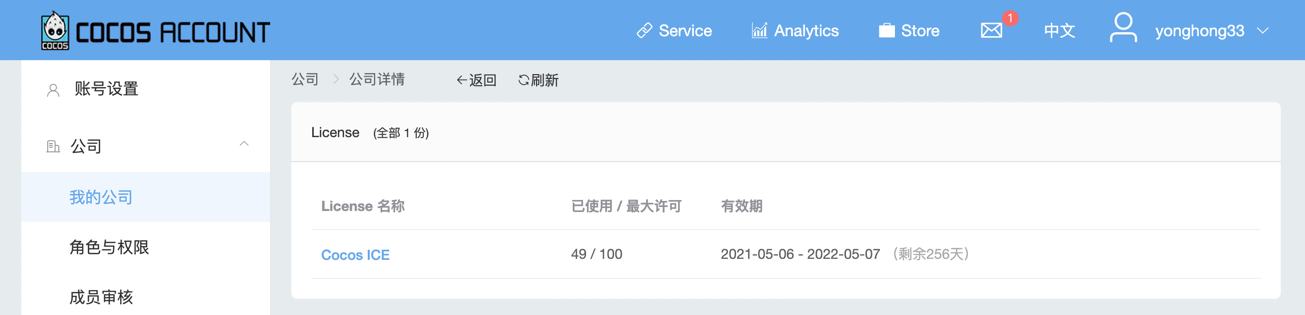 COCOS COCOS ACCOUNT Service Analytics Store 1 中文 yonghong33
账号设置
公司
我的公司
角色与权限
成员审核
公司 > 公司详情 ←返回 刷新
License (全部 1 份)
License 名称 已使用 / 最大许可 有效期
Cocos ICE 49 / 100 2021-05-06 - 2022-05-07 (剩余256天)